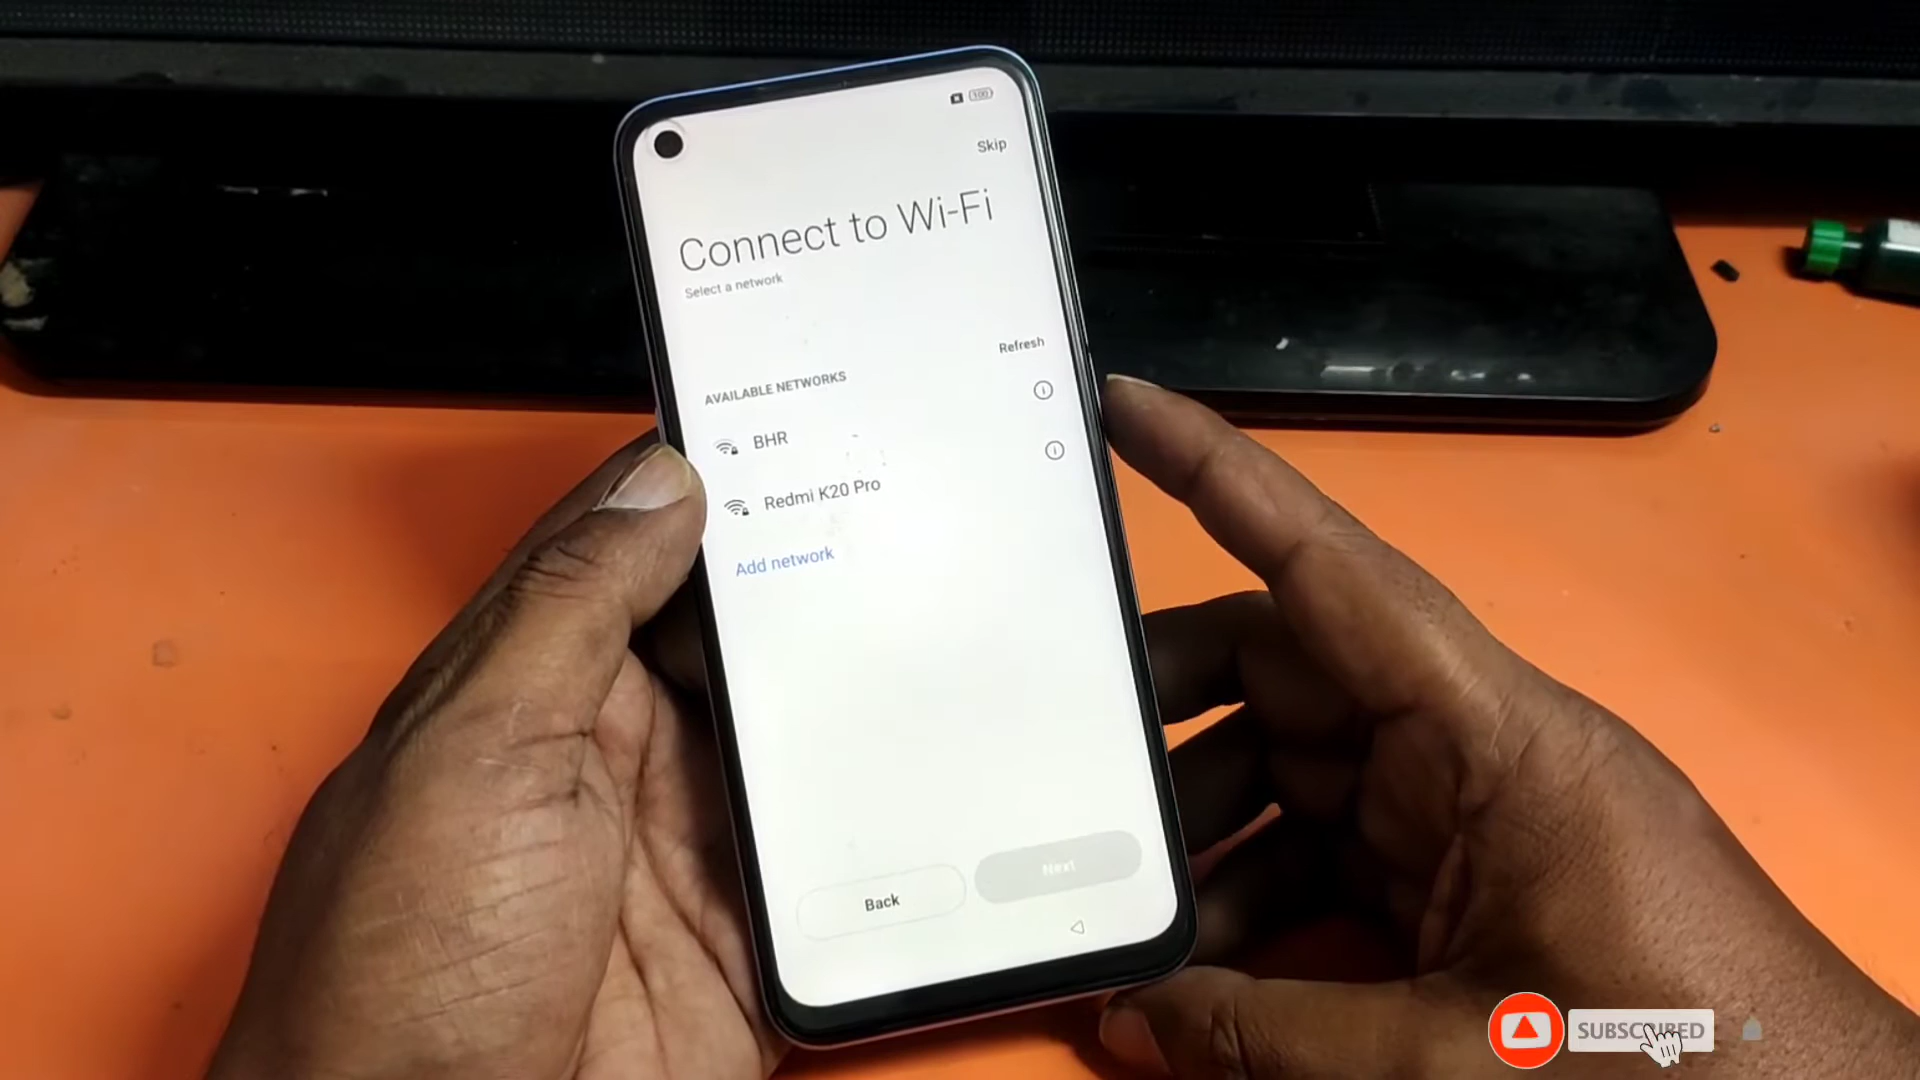 100
Skip
Connect to Wi-Fi
Select a network
Refresh
AVAILABLE NETWORKS
BHR
Redmi K20 Pro
Add network
Next
Back
SUBSCRIBED